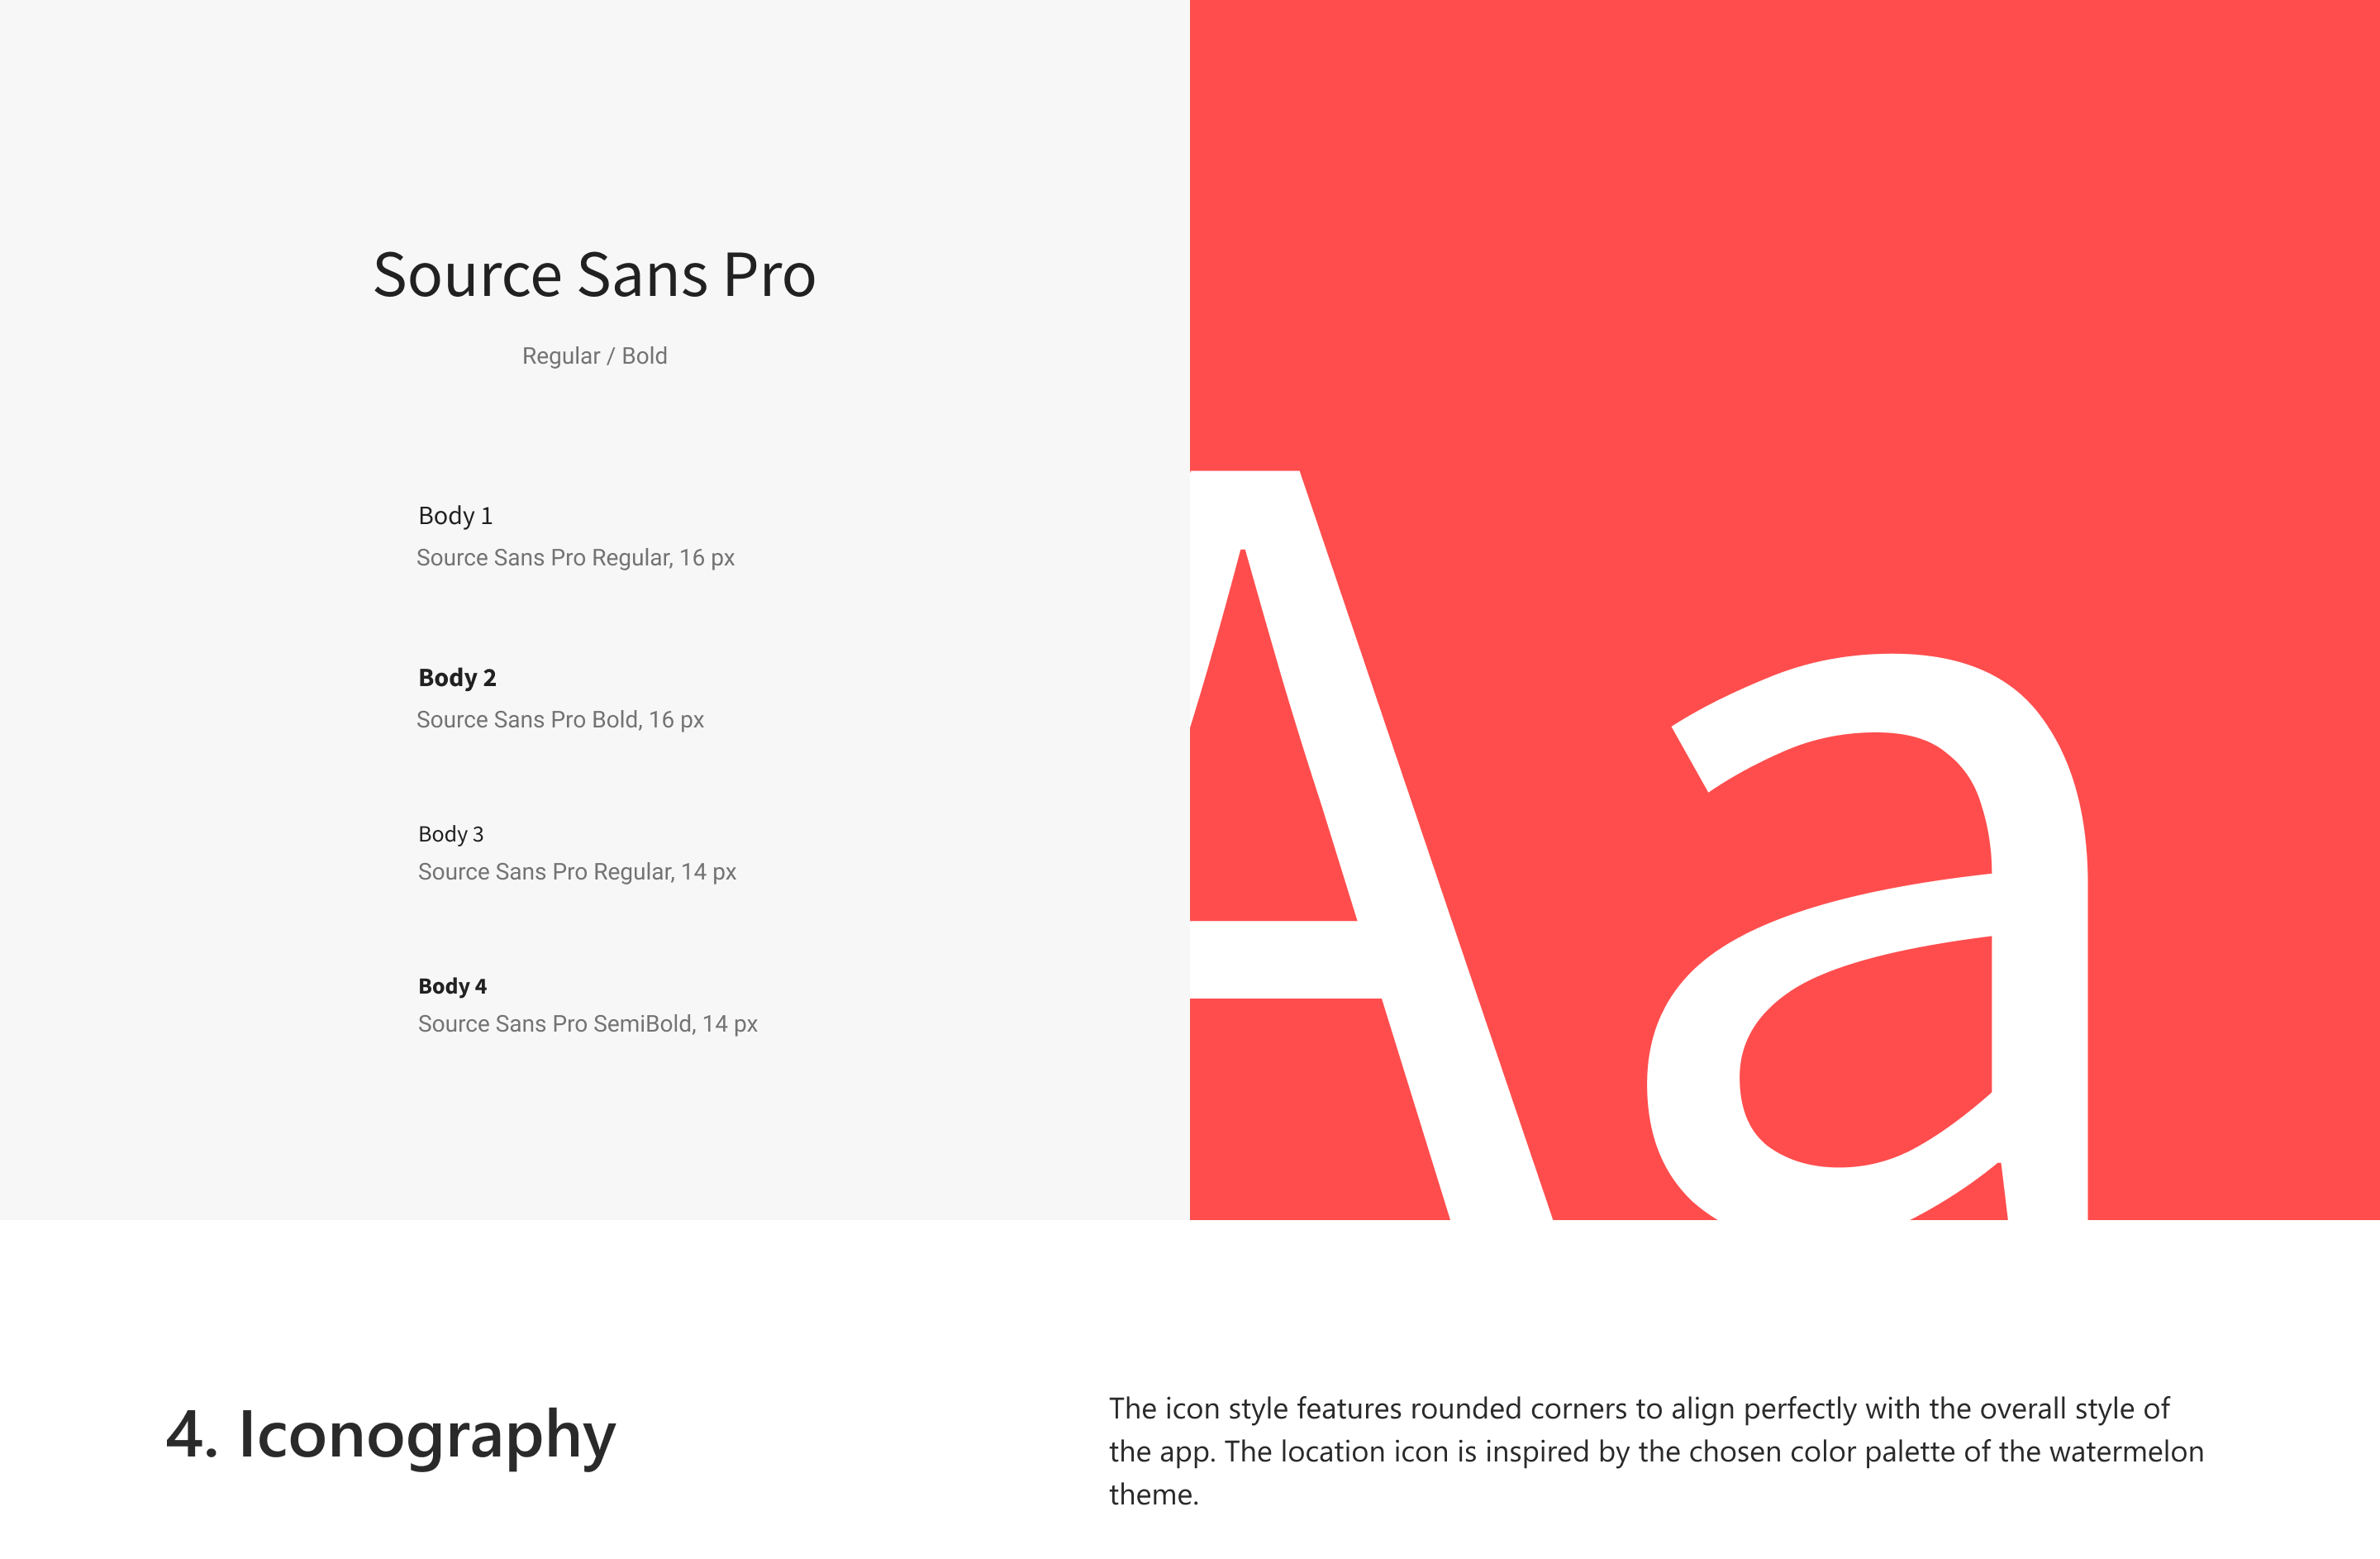 Source Sans Pro
Regular / Bold
Body 1
Source Sans Pro Regular, 16 px
Body 2
Source Sans Pro Bold, 16 px
Body 3
Source Sans Pro Regular, 14 px
Body 4
Source Sans Pro SemiBold, 14 px
Aa
4. Iconography
The icon style features rounded corners to align perfectly with the overall style of
the app. The location icon is inspired by the chosen color palette of the watermelon
theme.